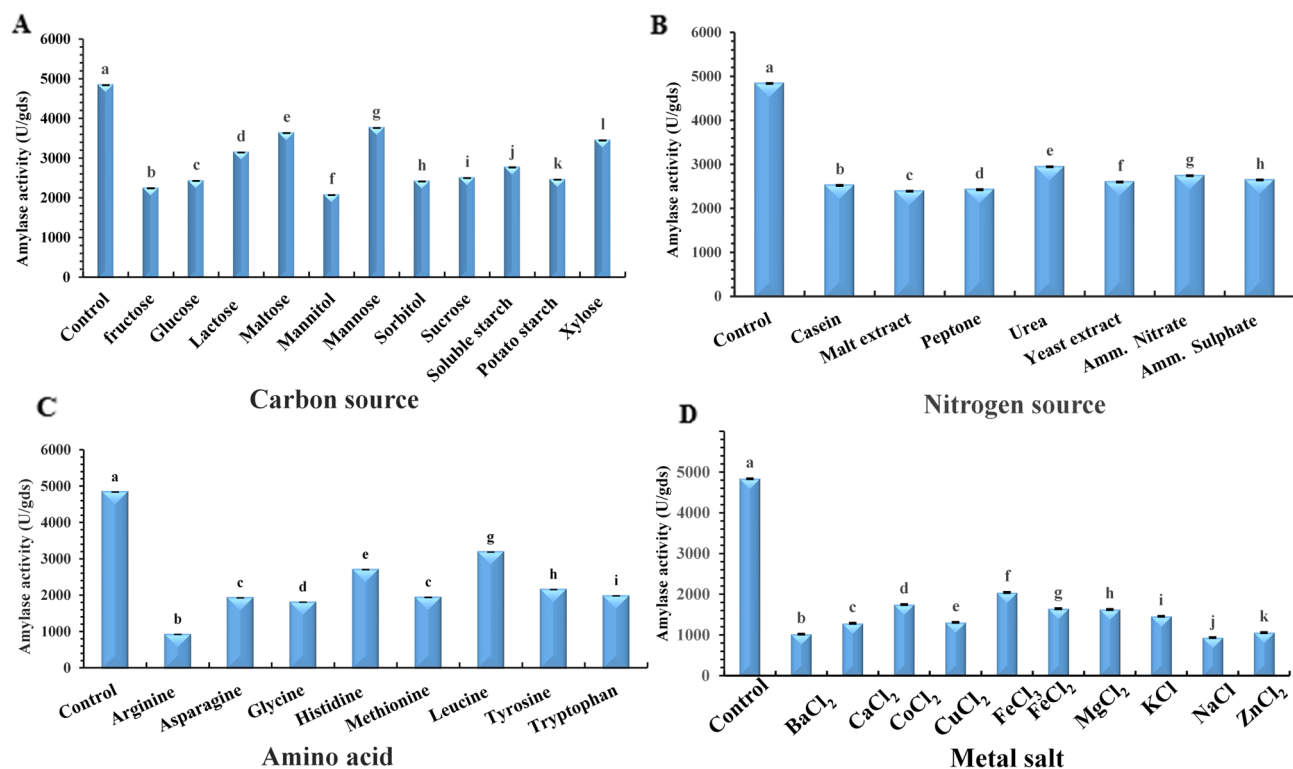 A
6000
5000
4000
3000
2000
1000
0
Amylase activity (U/gds)
a
b
c
d
e
f
g
h
i
j
k
l
Control
fructose
Glucose
Lactose
Maltose
Mannitol
Mannose
Sorbitol
Sucrose
Soluble starch
Potato starch
Xylose
Carbon source
B
6000
5000
4000
3000
2000
1000
0
Amylase activity (U/gds)
a
b
c
d
e
f
g
h
Control
Casein
Malt extract
Peptone
Urea
Yeast extract
Amm. Nitrate
Amm. Sulphate
Nitrogen source
C
6000
5000
4000
3000
2000
1000
0
Amylase activity (U/gds)
a
b
c
d
e
c
g
h
i
Control
Arginine
Asparagine
Glycine
Histidine
Methionine
Leucine
Tyrosine
Tryptophan
Amino acid
D
5000
4000
3000
2000
1000
0
Amylase activity (U/gds)
a
b
c
d
e
f
g
h
i
j
k
Control
BaCl₂
CaCl₂
CoCl₂
CuCl₂
FeCl₃
FeCl₂
MgCl₂
KCl
NaCl
ZnCl₂
Metal salt